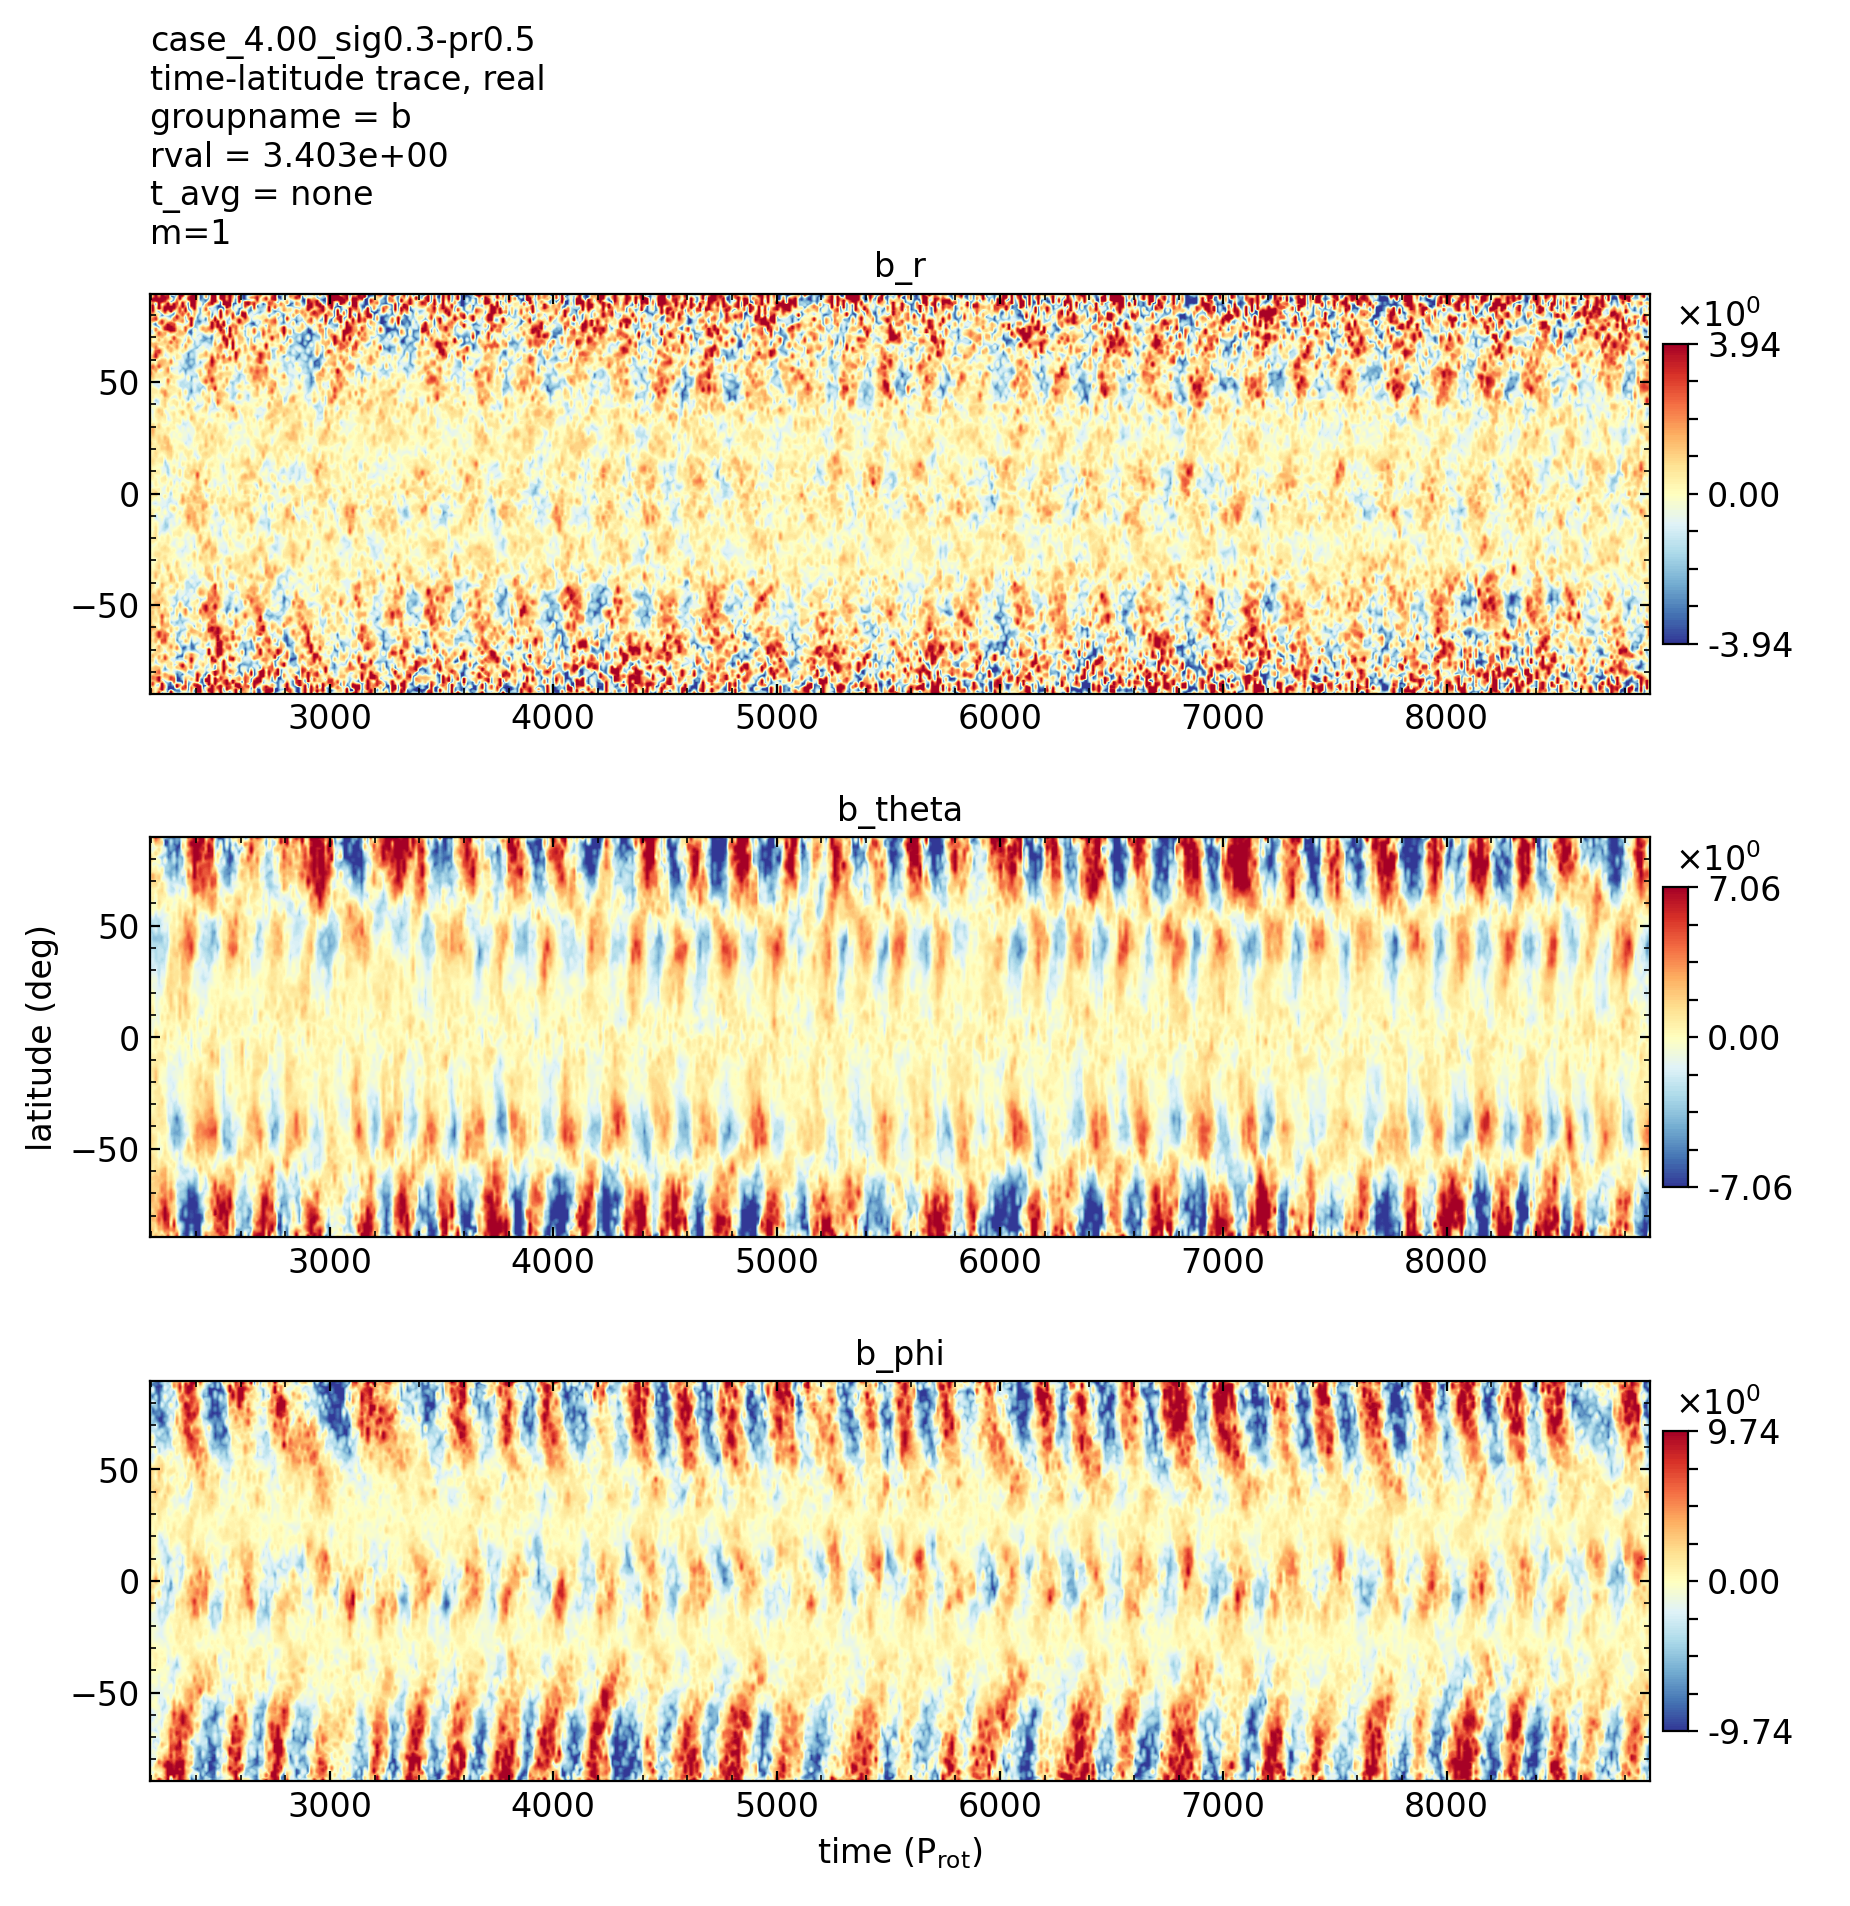 case_4.00_sig0.3-pr0.5
time-latitude trace, real
groupname = b
rval = 3.403e+00
t_avg = none
m=1
b_r
50
0
−50
3000 4000 5000 6000 7000 8000
×10⁰
3.94
0.00
-3.94
b_theta
latitude (deg)
50
0
−50
3000 4000 5000 6000 7000 8000
×10⁰
7.06
0.00
-7.06
b_phi
50
0
−50
3000 4000 5000 6000 7000 8000
time (P_rot)
×10⁰
9.74
0.00
-9.74